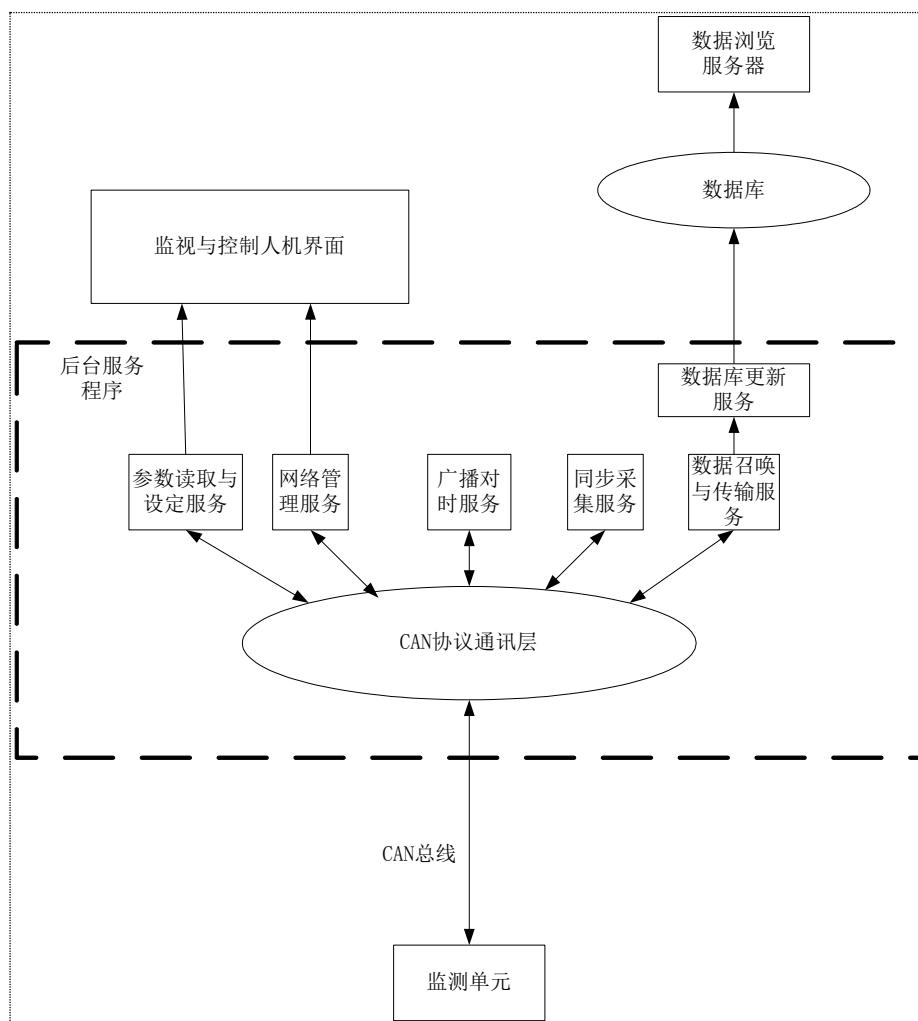 数据浏览
服务器
数据库
监视与控制人机界面
后台服务
程序
数据库更新
服务
参数读取与
设定服务
网络管
理服务
广播对
时服务
同步采
集服务
数据召唤
与传输服
务
CAN协议通讯层
CAN总线
监测单元